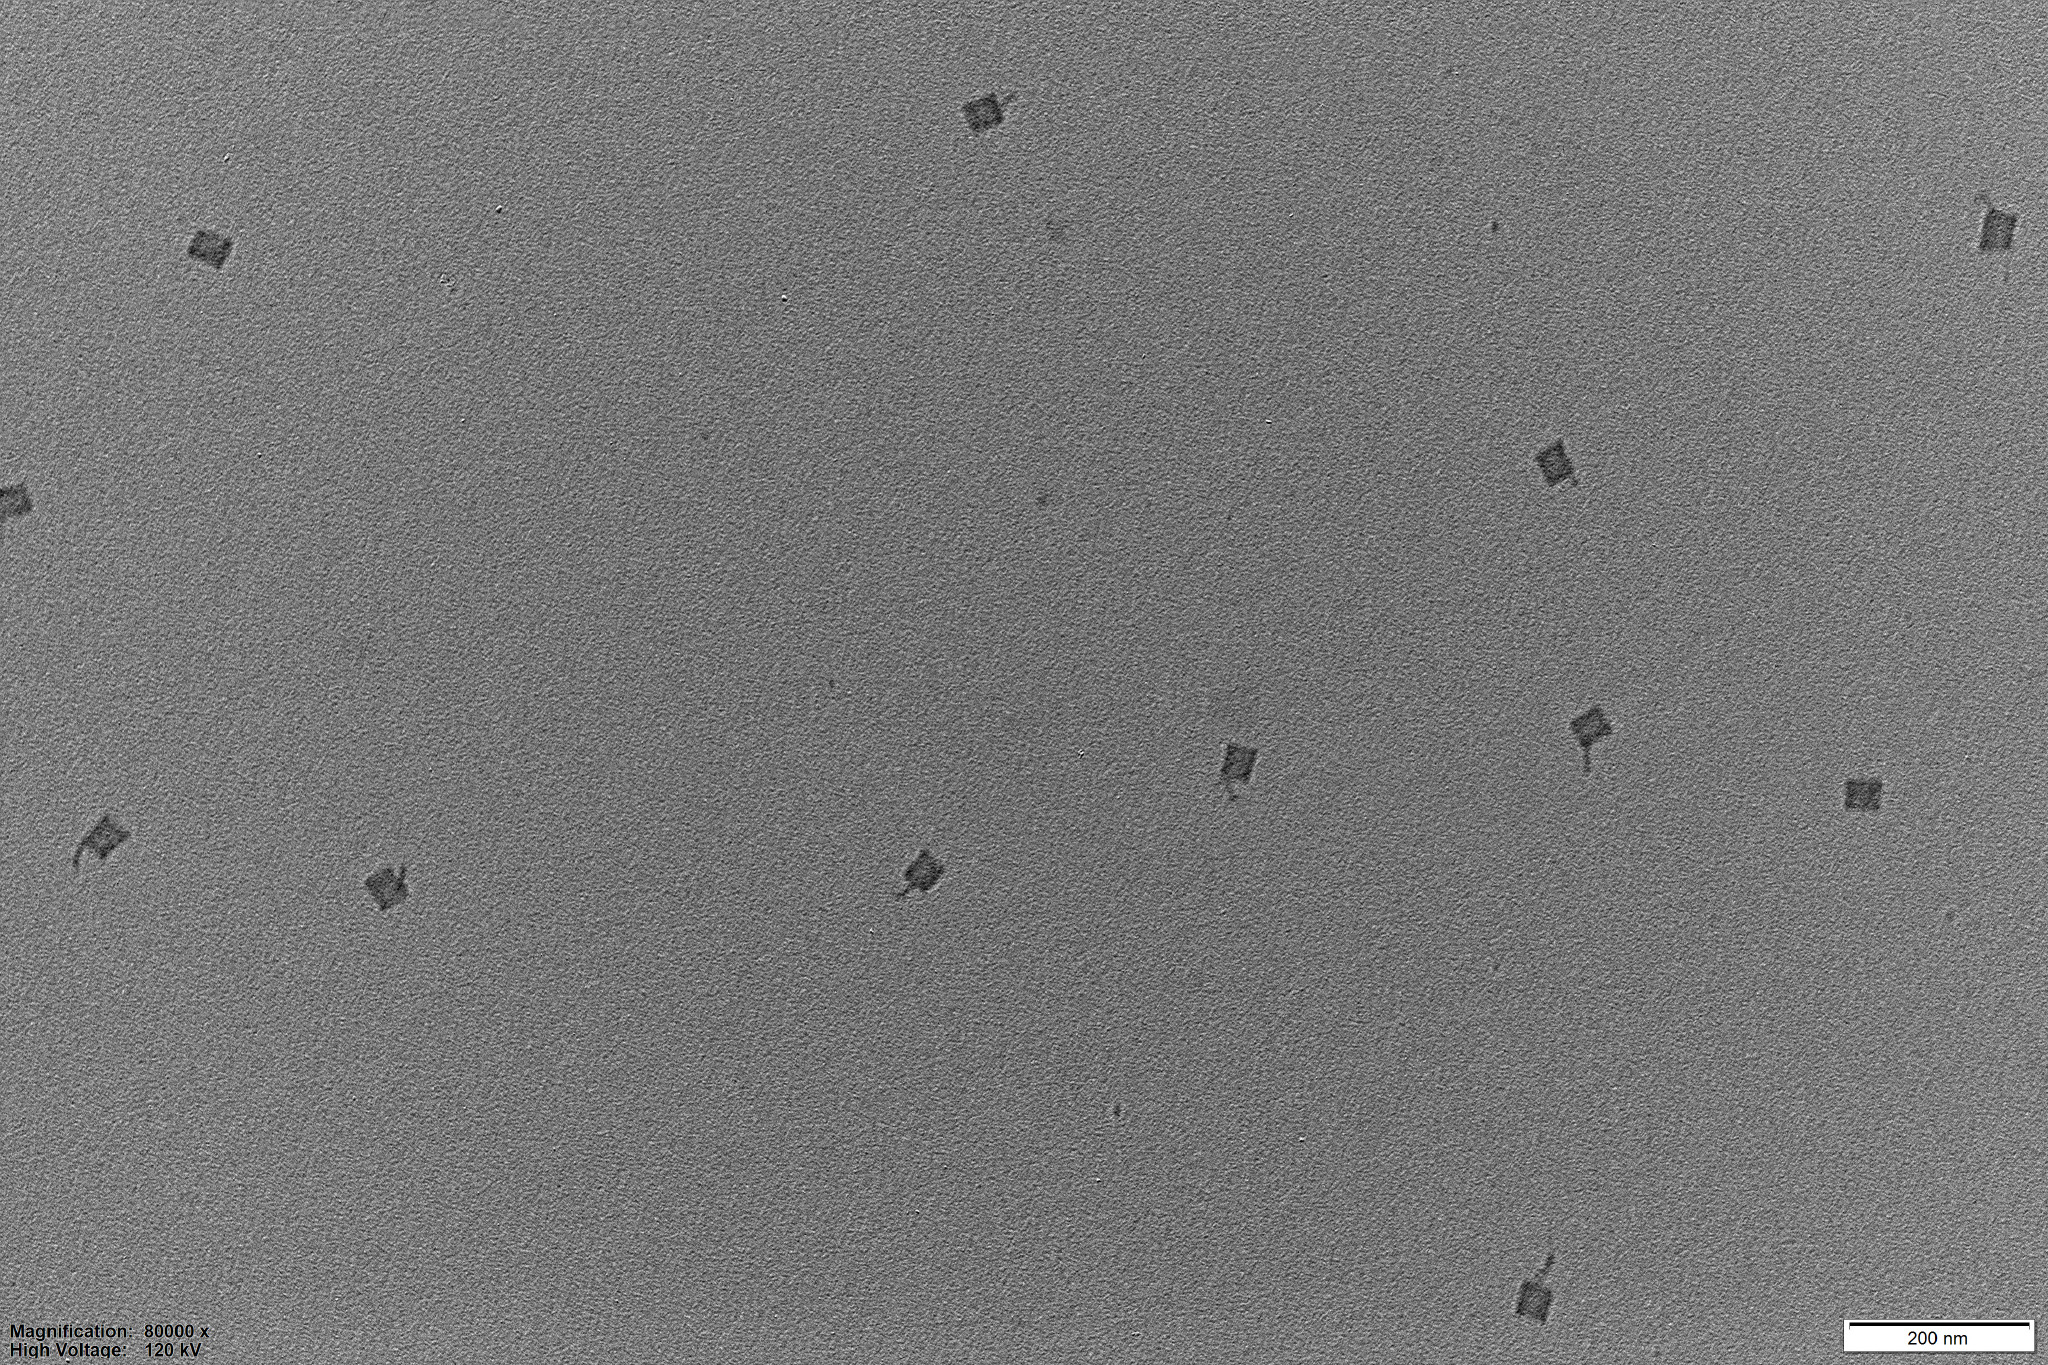 Magnification: 80000 x
High Voltage: 120 kV
200 nm